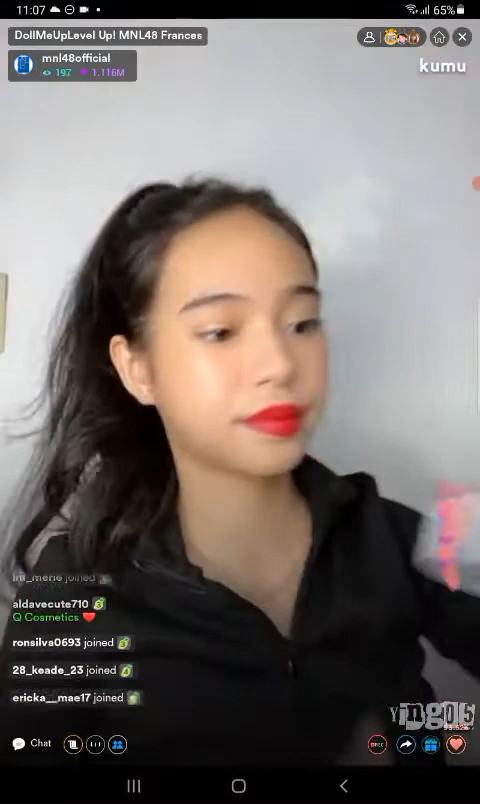 11:07
65%
DollMeUpLevel Up! MNL48 Frances
mnl48official
197 1.116M
kumu
joined
aldavecute710
Q Cosmetics
ronsilva0693 joined
28_keade_23 joined
ericka__mae17 joined
Chat
REC